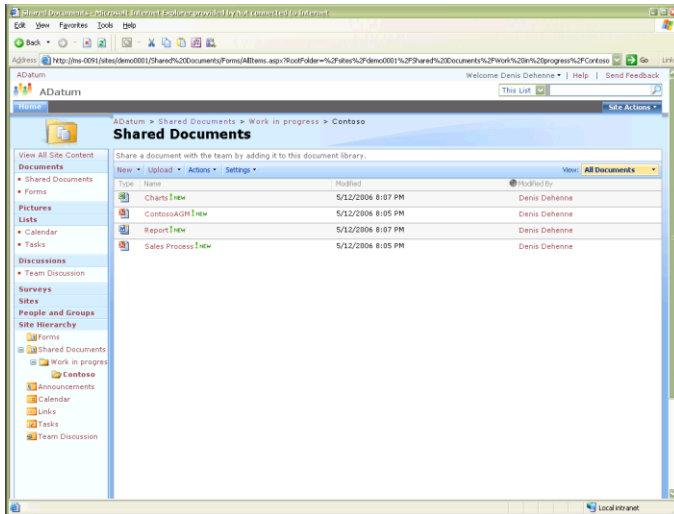 Shared Documents - Microsoft Internet Explorer provided by Not connected to Internet
Edit View Favorites Tools Help
Back
Address http://ms-0091/sites/demo0001/Shared%20Documents/Forms/AllItems.aspx?RootFolder=%2Fsites%2Fdemo0001%2FShared%20Documents%2FWork%20in%20progress%2FContoso Go Link
ADatum Welcome Denis Dehenne | Help | Send Feedback
ADatum This List
Home Site Actions
ADatum > Shared Documents > Work in progress > Contoso
Shared Documents
View All Site Content
Documents
Shared Documents
Forms
Pictures
Lists
Calendar
Tasks
Discussions
Team Discussion
Surveys
Sites
People and Groups
Site Hierarchy
Forms
Shared Documents
Work in progres
Contoso
Announcements
Calendar
Links
Tasks
Team Discussion
Share a document with the team by adding it to this document library.
New Upload Actions Settings View: All Documents
Type Name Modified Modified By
Charts NEW 5/12/2006 8:07 PM Denis Dehenne
ContosoAGM NEW 5/12/2006 8:05 PM Denis Dehenne
Report NEW 5/12/2006 8:07 PM Denis Dehenne
Sales Process NEW 5/12/2006 8:05 PM Denis Dehenne
Local intranet